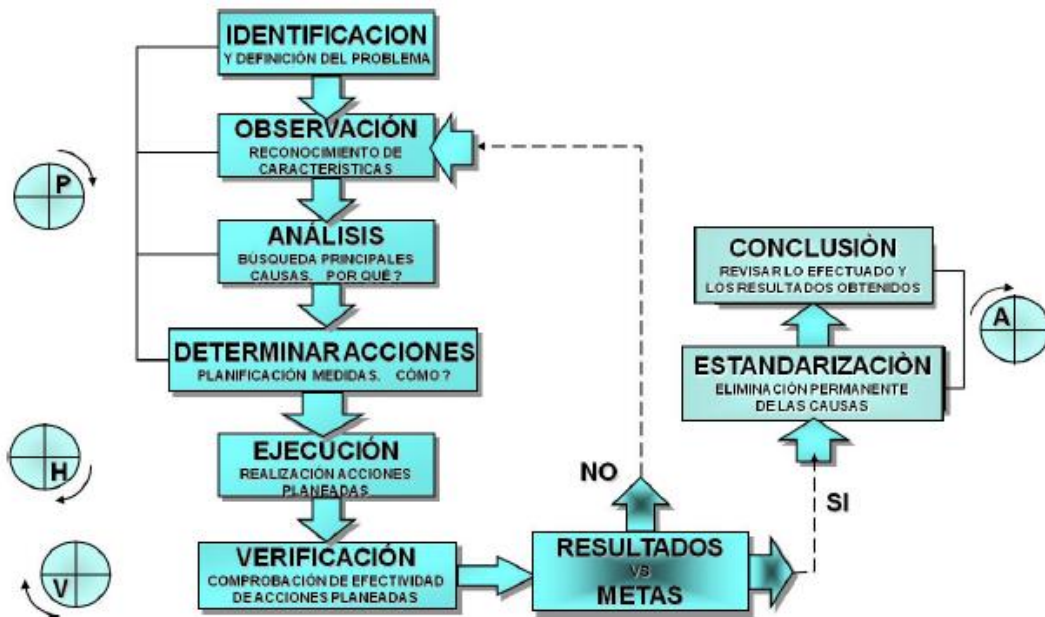 IDENTIFICACION
Y DEFINICIÓN DEL PROBLEMA
OBSERVACIÓN
RECONOCIMIENTO DE
CARACTERÍSTICAS
P
ANÁLISIS
BÚSQUEDA PRINCIPALES
CAUSAS. POR QUÉ ?
DETERMINAR ACCIONES
PLANIFICACIÓN MEDIDAS. CÓMO ?
EJECUCIÓN
REALIZACIÓN ACCIONES
PLANEADAS
H
VERIFICACIÓN
COMPROBACIÓN DE EFECTIVIDAD
DE ACCIONES PLANEADAS
V
RESULTADOS
VS
METAS
NO
SI
CONCLUSIÒN
REVISAR LO EFECTUADO Y
LOS RESULTADOS OBTENIDOS
A
ESTANDARIZACIÒN
ELIMINACIÓN PERMANENTE
DE LAS CAUSAS